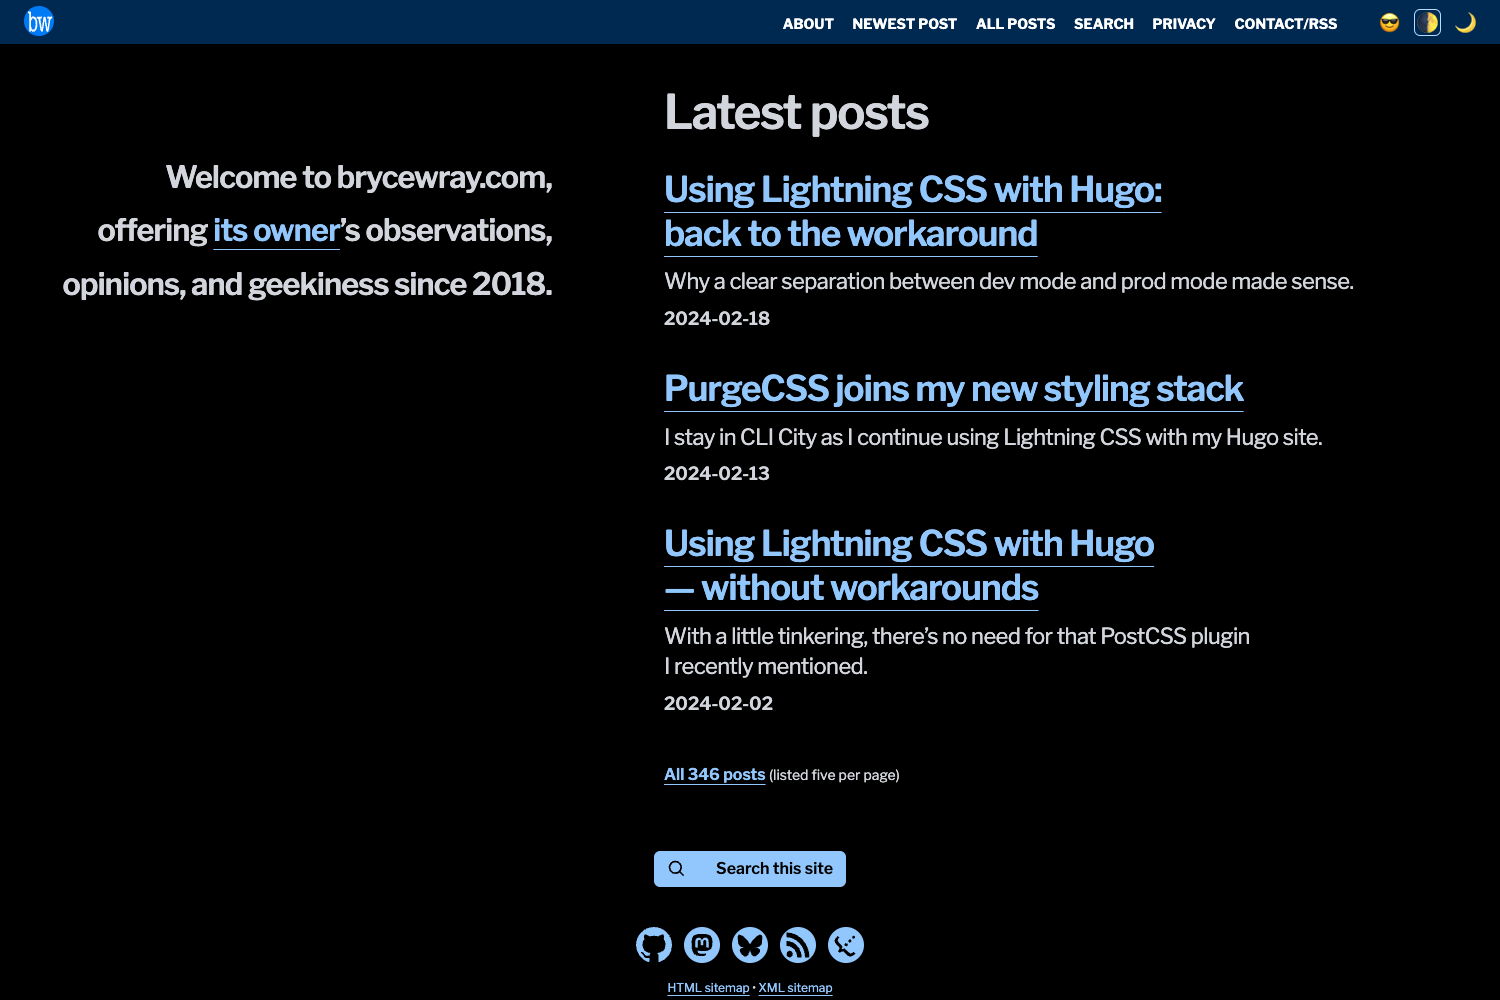 bw
ABOUT NEWEST POST ALL POSTS SEARCH PRIVACY CONTACT/RSS
Welcome to brycewray.com,
offering its owner’s observations,
opinions, and geekiness since 2018.
Latest posts
Using Lightning CSS with Hugo:
back to the workaround
Why a clear separation between dev mode and prod mode made sense.
2024-02-18
PurgeCSS joins my new styling stack
I stay in CLI City as I continue using Lightning CSS with my Hugo site.
2024-02-13
Using Lightning CSS with Hugo
— without workarounds
With a little tinkering, there’s no need for that PostCSS plugin
I recently mentioned.
2024-02-02
All 346 posts (listed five per page)
Search this site
HTML sitemap • XML sitemap